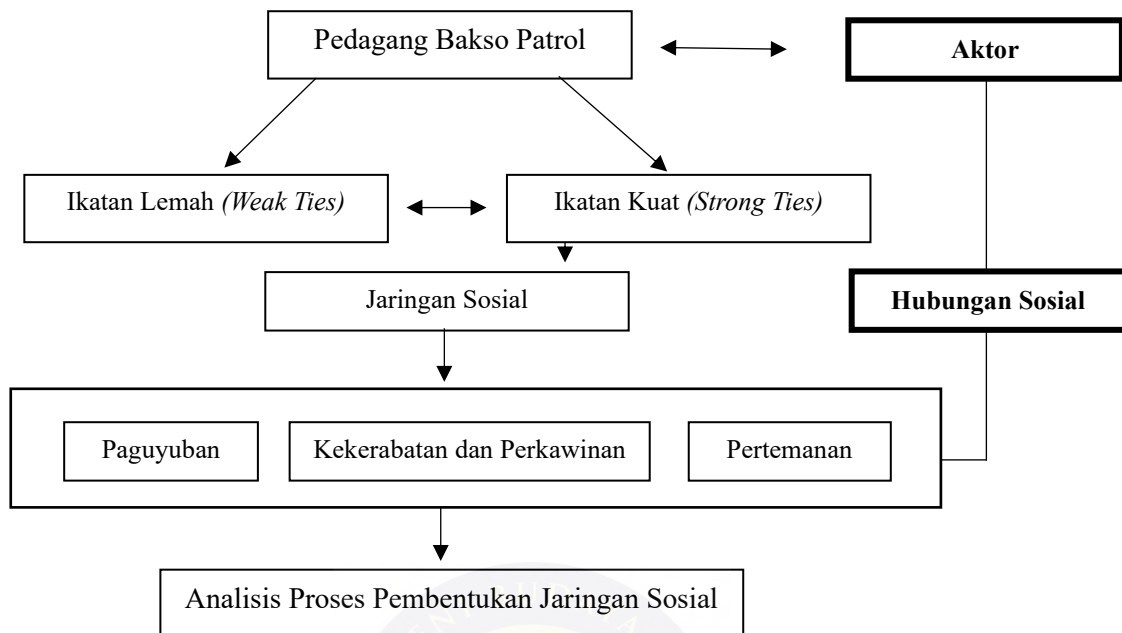 Pedagang Bakso Patrol
Aktor
Ikatan Lemah (Weak Ties)
Ikatan Kuat (Strong Ties)
Jaringan Sosial
Hubungan Sosial
Paguyuban
Kekerabatan dan Perkawinan
Pertemanan
Analisis Proses Pembentukan Jaringan Sosial